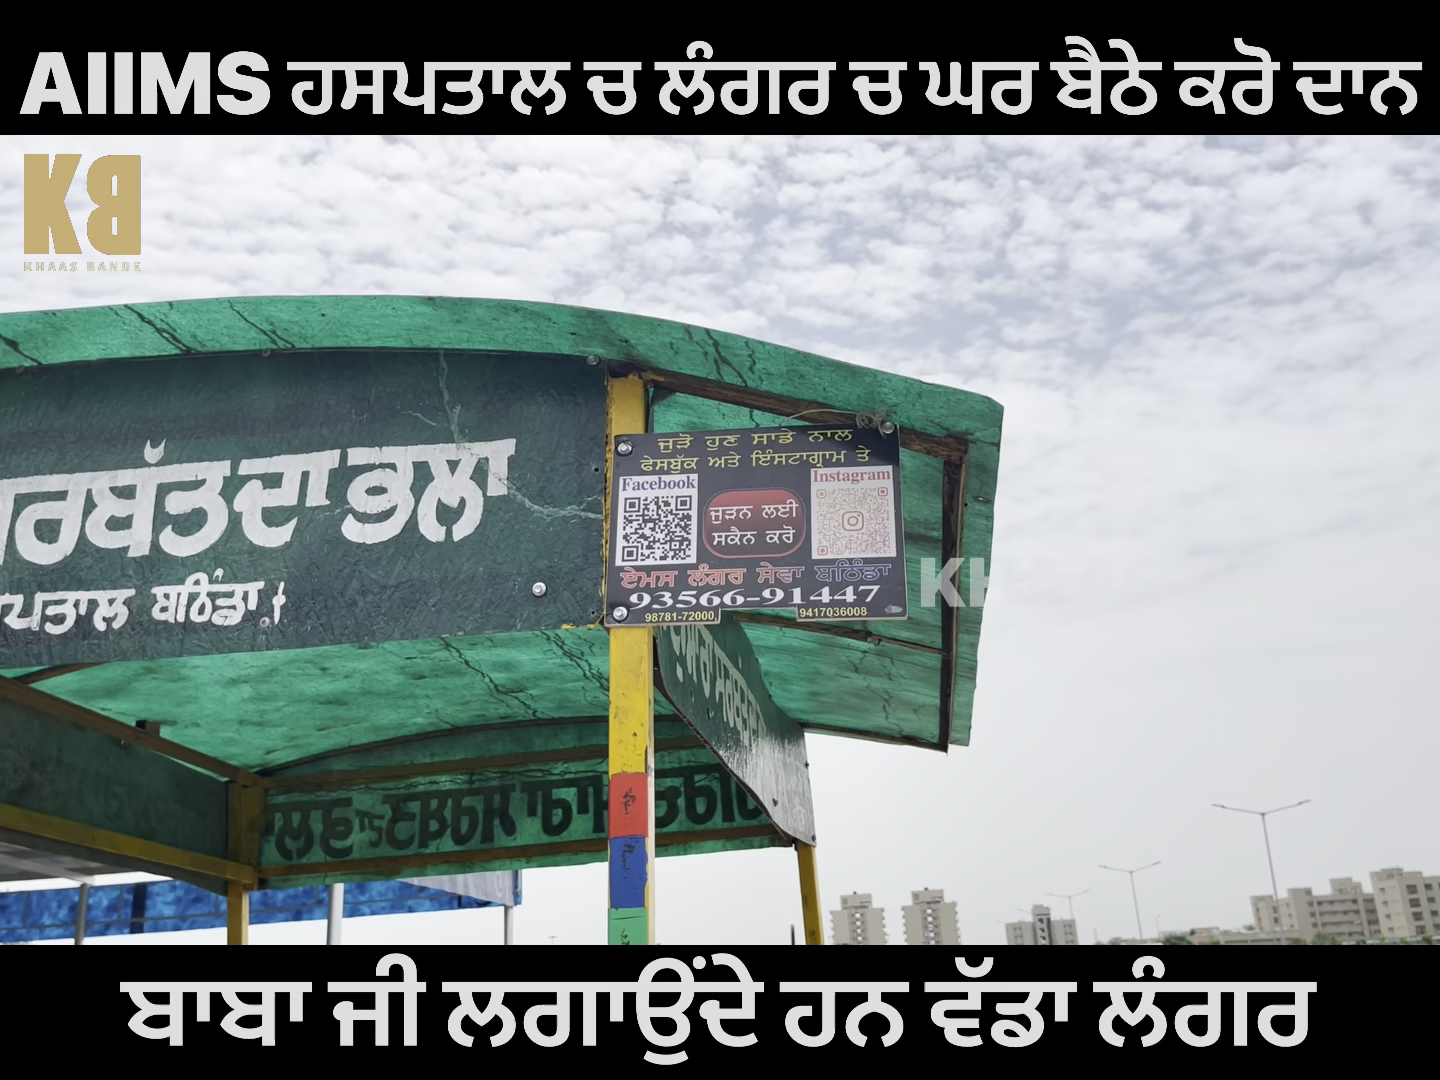 AIIMS ਹਸਪਤਾਲ ਚ ਲੰਗਰ ਚ ਘਰ ਬੈਠੇ ਕਰੋ ਦਾਨ
KB
KHAAS BANDE
ਰਬੱਤ ਦਾ ਭਲਾ
ਪਤਾਲ ਬਠਿੰਡਾ
ਜੁੜੋ ਹੁਣ ਸਾਡੇ ਨਾਲ
ਫੇਸਬੁੱਕ ਅਤੇ ਇੰਸਟਾਗ੍ਰਾਮ ਤੇ
Facebook
Instagram
ਜੁੜਨ ਲਈ
ਸਕੈਨ ਕਰੋ
ਏਮਸ ਲੰਗਰ ਸੇਵਾ ਬਠਿੰਡਾ
93566-91447
98781-72000,
9417036008
KH
ਬਾਬਾ ਜੀ ਲਗਾਉਂਦੇ ਹਨ ਵੱਡਾ ਲੰਗਰ